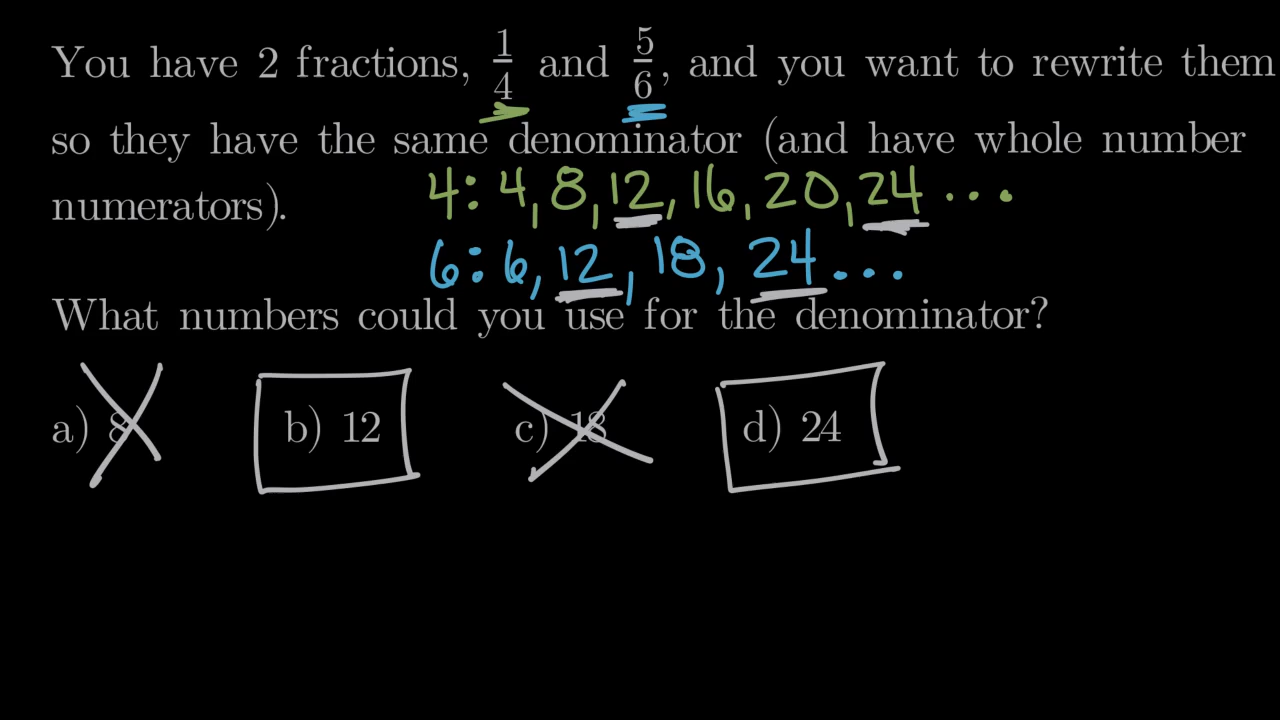 You have 2 fractions, 1/4 and 5/6, and you want to rewrite them
so they have the same denominator (and have whole number
numerators).
4: 4, 8, 12, 16, 20, 24 ...
6: 6, 12, 18, 24 ...
What numbers could you use for the denominator?
a) 8 b) 12 c) 18 d) 24